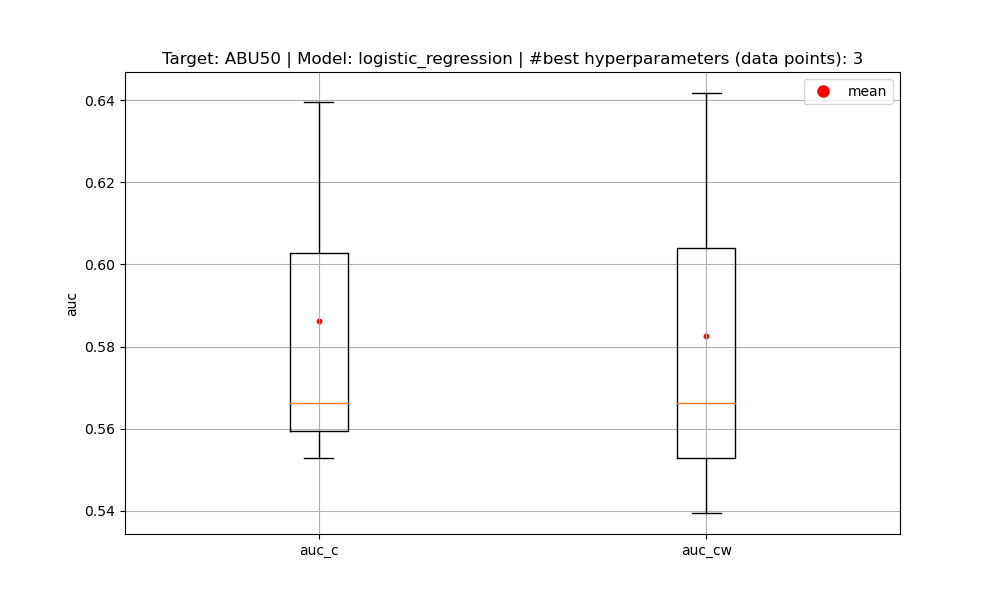 Target: ABU50 | Model: logistic_regression | #best hyperparameters (data points): 3
mean
0.64
0.62
0.60
0.58
0.56
0.54
auc
auc_c
auc_cw